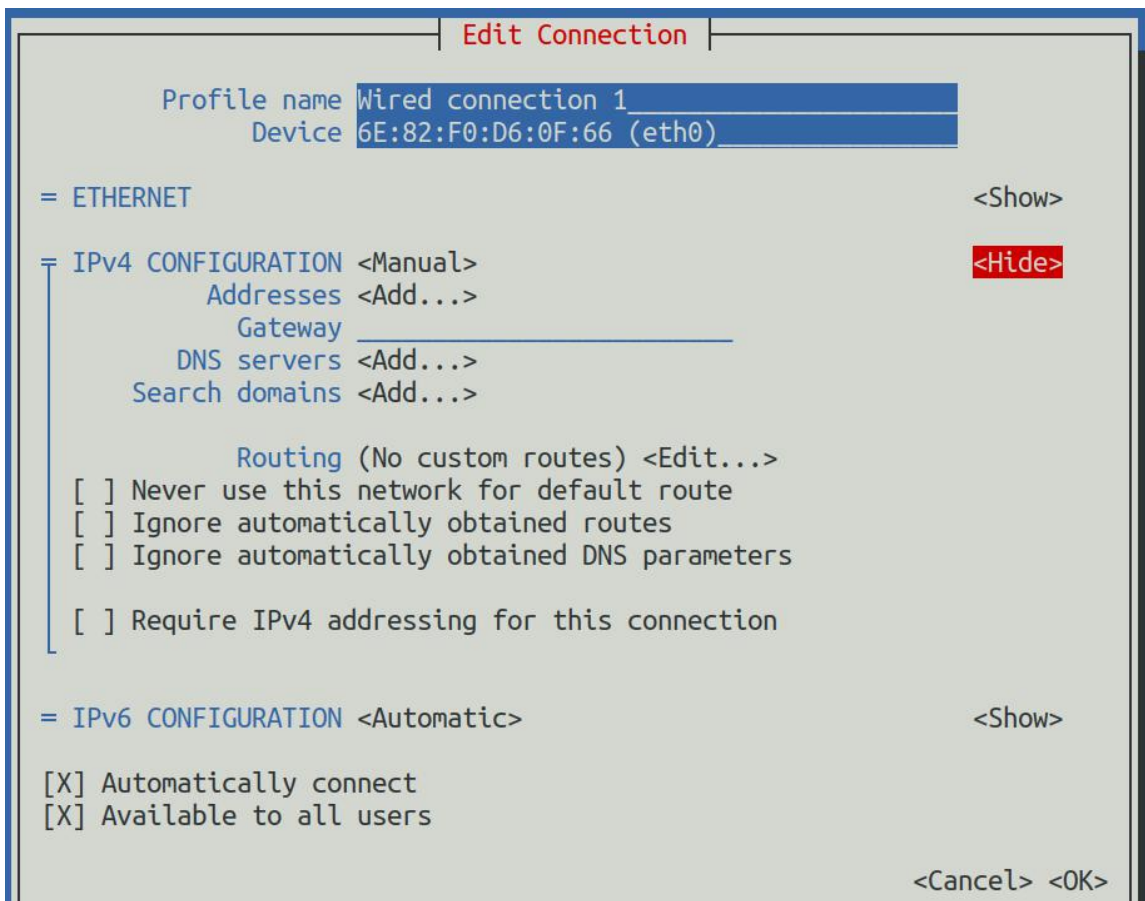 Edit Connection
Profile name Wired connection 1
Device 6E:82:F0:D6:0F:66 (eth0)
= ETHERNET <Show>
= IPv4 CONFIGURATION <Manual> <Hide>
Addresses <Add...>
Gateway
DNS servers <Add...>
Search domains <Add...>
Routing (No custom routes) <Edit...>
[ ] Never use this network for default route
[ ] Ignore automatically obtained routes
[ ] Ignore automatically obtained DNS parameters
[ ] Require IPv4 addressing for this connection
= IPv6 CONFIGURATION <Automatic> <Show>
[X] Automatically connect
[X] Available to all users
<Cancel> <OK>